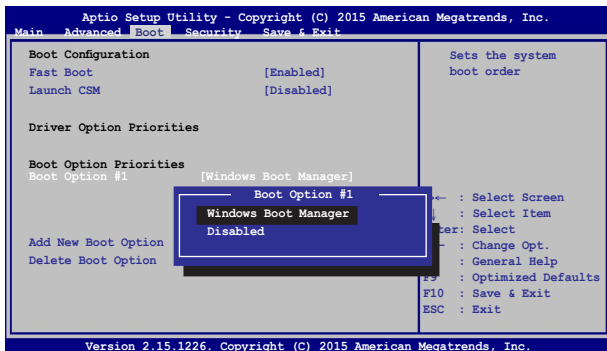 Aptio Setup Utility - Copyright (C) 2015 American Megatrends, Inc.
Main Advanced Boot Security Save & Exit
Boot Configuration
Fast Boot [Enabled]
Launch CSM [Disabled]
Driver Option Priorities
Boot Option Priorities
Boot Option #1 [Windows Boot Manager]
Boot Option #1
Windows Boot Manager
Disabled
Add New Boot Option
Delete Boot Option
Sets the system
boot order
→← : Select Screen
: Select Item
: Select
: Change Opt.
: General Help
F9 : Optimized Defaults
F10 : Save & Exit
ESC : Exit
Version 2.15.1226. Copyright (C) 2015 American Megatrends, Inc.